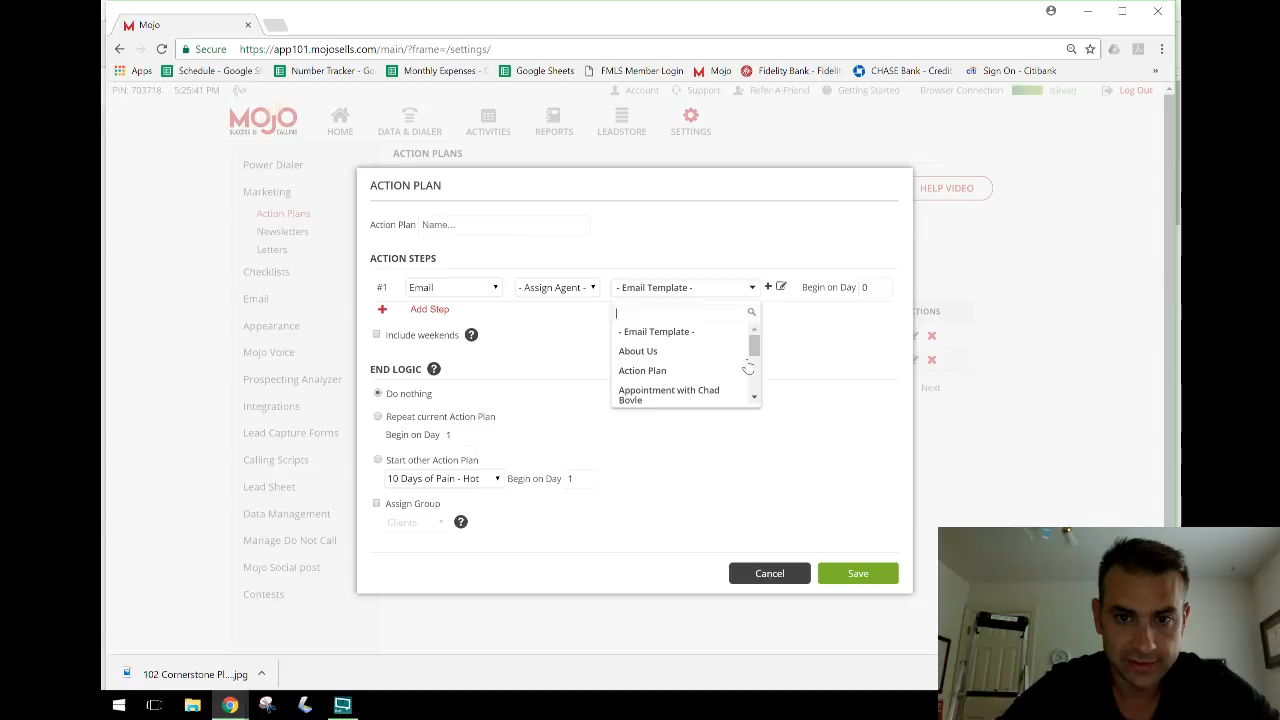 Mojo
Secure https://app101.mojosells.com/main/?frame=/settings/
Apps Schedule - Google S Number Tracker - Go Monthly Expenses - Google Sheets FMLS Member Login Mojo Fidelity Bank - Fideli CHASE Bank - Credit Sign On - Citibank »
PIN: 703718 5:25:41 PM Account Support Refer-A-Friend Getting Started Browser Connection (Great) Log Out
MOJO
SUCCESS IS CALLING
HOME DATA & DIALER ACTIVITIES REPORTS LEADSTORE SETTINGS
Power Dialer
Marketing
Action Plans
Newsletters
Letters
Checklists
Email
Appearance
Mojo Voice
Prospecting Analyzer
Integrations
Lead Capture Forms
Calling Scripts
Lead Sheet
Data Management
Manage Do Not Call
Mojo Social post
Contests
ACTION PLANS
HELP VIDEO
TIONS
Next
ACTION PLAN
Action Plan Name...
ACTION STEPS
#1 Email - Assign Agent - - Email Template - Begin on Day 0
Add Step
- Email Template -
About Us
Action Plan
Appointment with Chad
Bovle
Include weekends ?
END LOGIC ?
Do nothing
Repeat current Action Plan
Begin on Day 1
Start other Action Plan
10 Days of Pain - Hot Begin on Day 1
Assign Group
Clients ?
Cancel Save
102 Cornerstone Pl....jpg